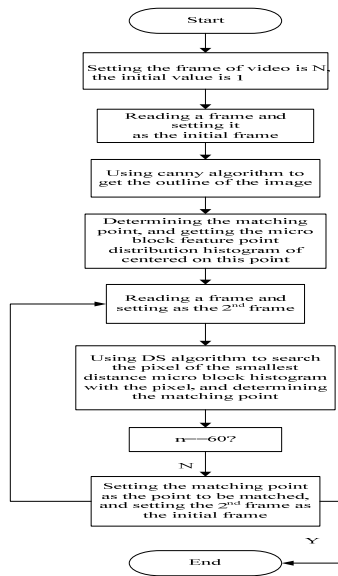 Start
Setting the frame of video is N,
the initial value is 1
Reading a frame and
setting it
as the initial frame
Using canny algorithm to
get the outline of the image
Determining the matching
point, and getting the micro
block feature point
distribution histogram of
centered on this point
Reading a frame and
setting as the 2nd frame
Using DS algorithm to search
the pixel of the smallest
distance micro block histogram
with the pixel, and determining
the matching point
n——60?
N
Setting the matching point
as the point to be matched,
and setting the 2nd frame as
the initial frame
Y
End